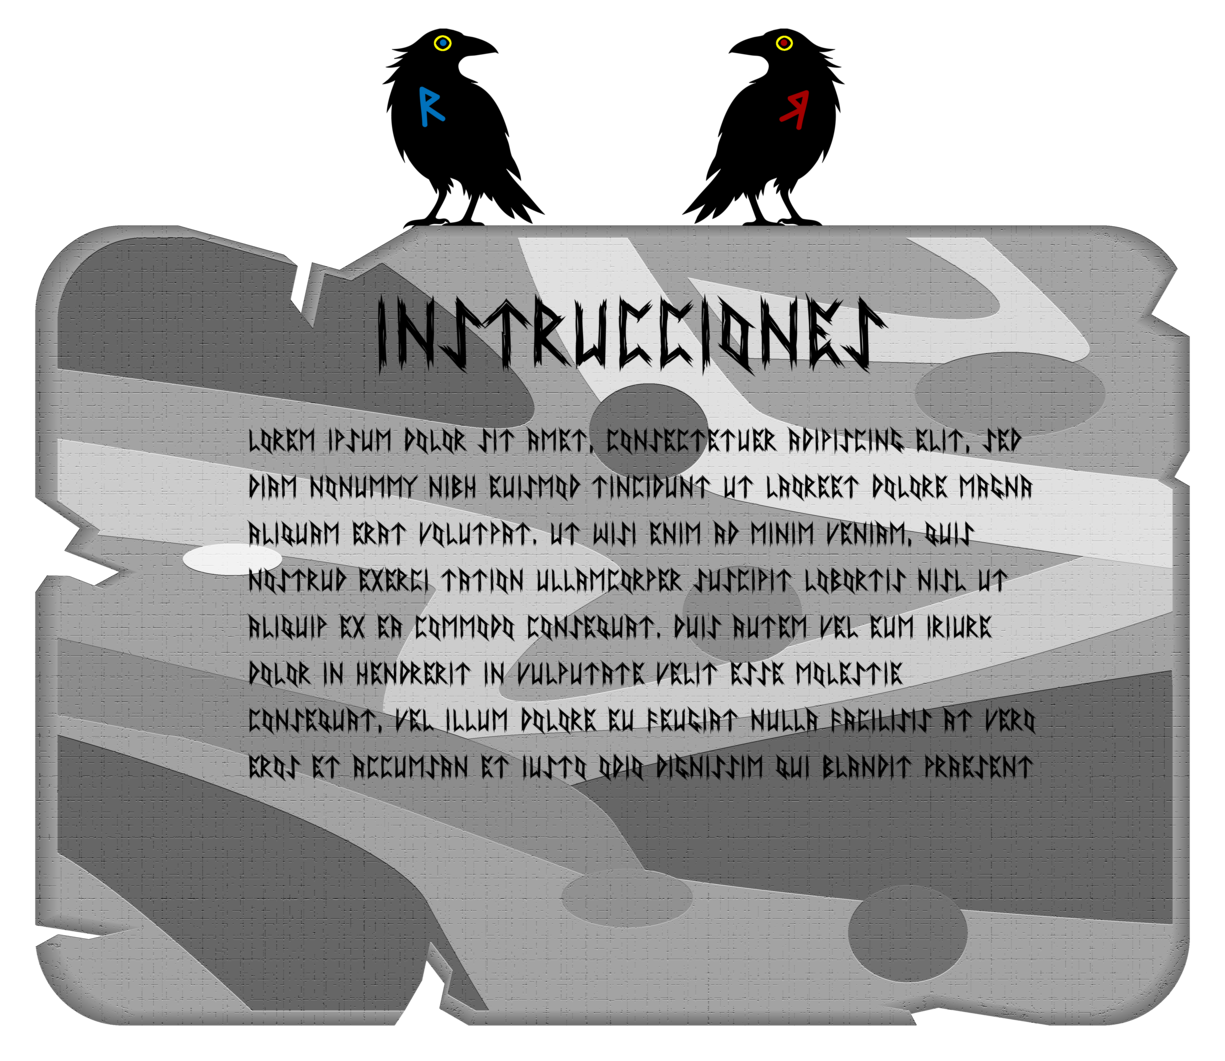 R R
INSTRUCCIONES
LOREM IPSUM DOLOR SIT AMET, CONSECTETUER ADIPISCING ELIT, SED
DIAM NONUMMY NIBH EUISMOD TINCIDUNT UT LAOREET DOLORE MAGNA
ALIQUAM ERAT VOLUTPAT. UT WISI ENIM AD MINIM VENIAM, QUIS
NOSTRUD EXERCI TATION ULLAMCORPER SUSCIPIT LOBORTIS NISL UT
ALIQUIP EX EA COMMODO CONSEQUAT. DUIS AUTEM VEL EUM IRIURE
DOLOR IN HENDRERIT IN VULPUTATE VELIT ESSE MOLESTIE
CONSEQUAT, VEL ILLUM DOLORE EU FEUGIAT NULLA FACILISIS AT VERO
EROS ET ACCUMSAN ET IUSTO ODIO DIGNISSIM QUI BLANDIT PRAESENT